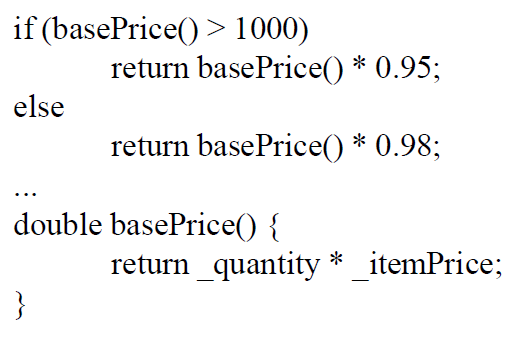 if (basePrice() > 1000)
return basePrice() * 0.95;
else
return basePrice() * 0.98;
...
double basePrice() {
return _quantity * _itemPrice;
}